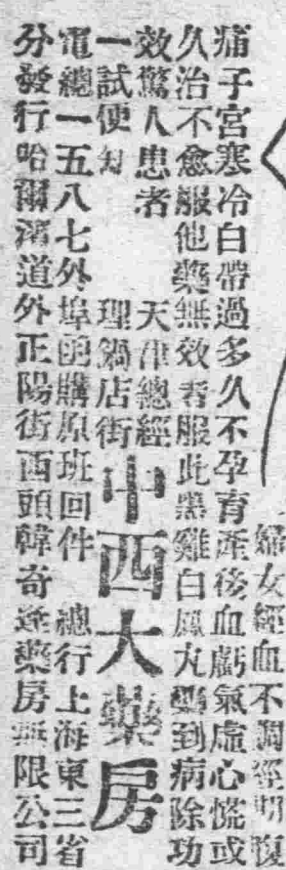 婦女經血不調經期腹
痛子宮寒冷白帶過多久不孕育產後血虧氣虛心慌或
久治不愈服他藥無效者服此黑雞白鳳丸藥到病除功
效驚人患者
一試便知
天津總經
理鍋店街
中西大藥房
電總一五八七外埠函購原班回件 總行上海東三省
分發行哈爾濱道外正陽街西頭韓奇逢藥房無限公司